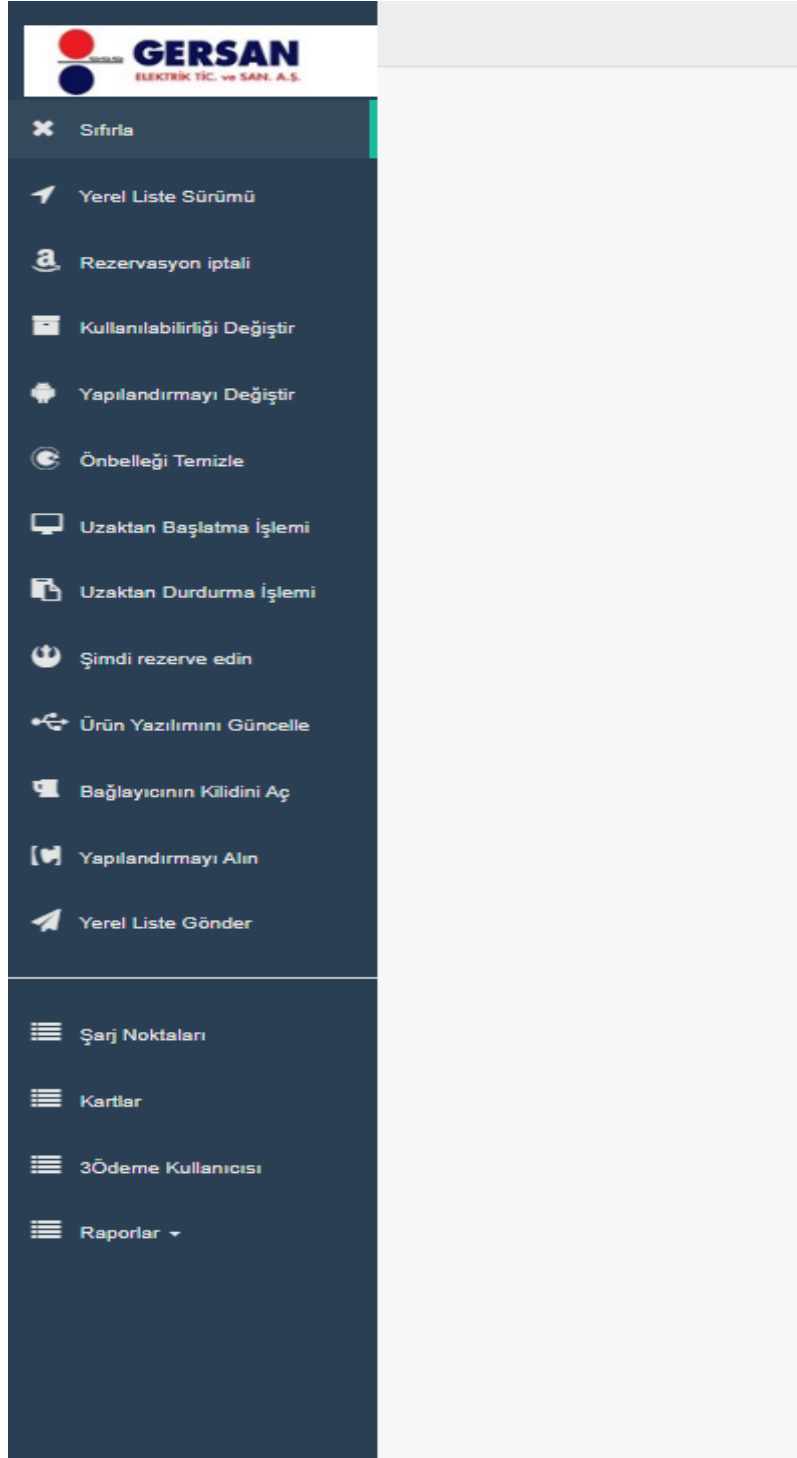 GERSAN
ELEKTRİK TİC. ve SAN. A.Ş.
Sıfırla
Yerel Liste Sürümü
Rezervasyon iptali
Kullanılabilirliği Değiştir
Yapılandırmayı Değiştir
Önbelleği Temizle
Uzaktan Başlatma İşlemi
Uzaktan Durdurma İşlemi
Şimdi rezerve edin
Ürün Yazılımını Güncelle
Bağlayıcının Kilidini Aç
Yapılandırmayı Alın
Yerel Liste Gönder
Şarj Noktaları
Kartlar
3Ödeme Kullanıcısı
Raporlar